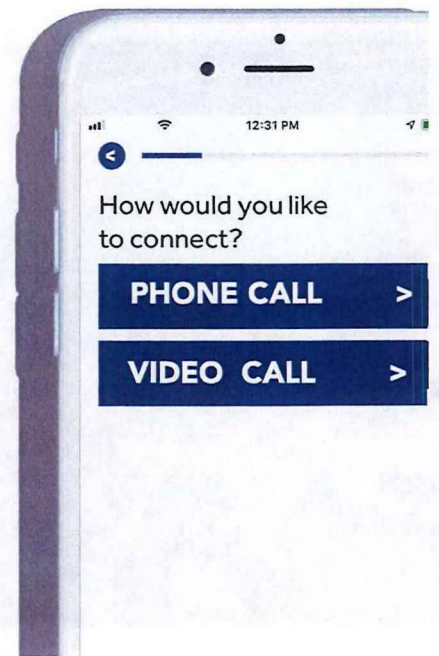 12:31 PM
<
How would you like
to connect?
PHONE CALL >
VIDEO CALL >